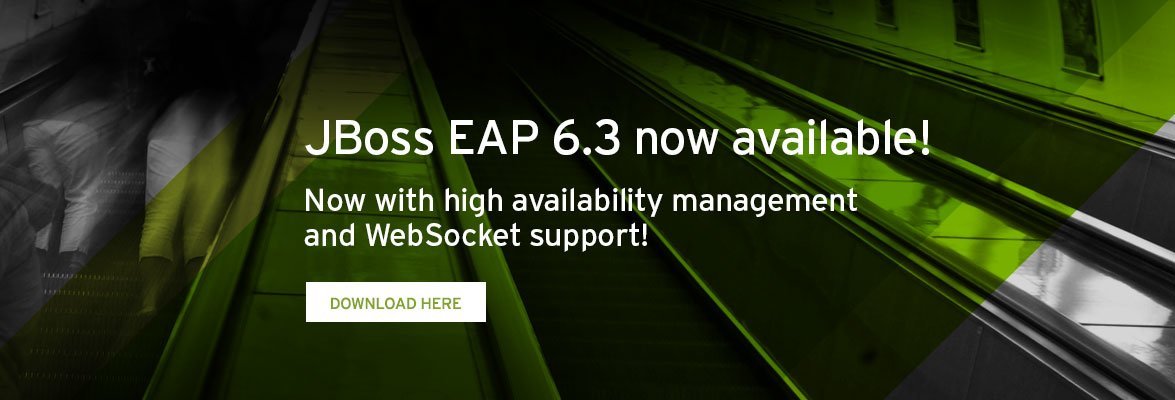 JBoss EAP 6.3 now available!
Now with high availability management
and WebSocket support!
DOWNLOAD HERE